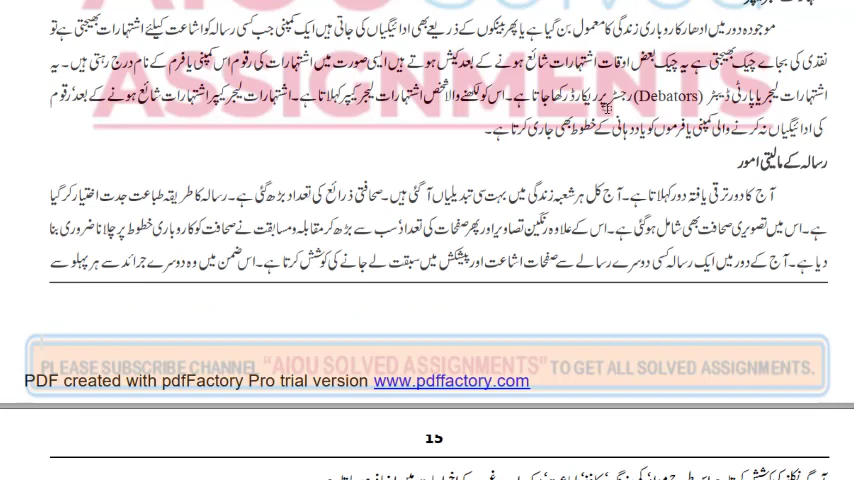 موجودہ دور میں ادھار کاروباری زندگی کا معمول بن گیا ہے یا پھر بینکوں کے ذریعے بھی ادائیگیاں کی جاتی ہیں ایک کمپنی جب کسی رسالہ کو اشاعت کیلئے اشتہارات بھیجتی ہے تو
نقدی کی بجائے چیک بھیجتی ہے یہ چیک بعض اوقات اشتہارات شائع ہونے کے بعد کیش ہوتے ہیں ایسی صورت میں اشتہارات کی رقوم اس کمپنی یا فرم کے نام درج رہتی ہیں۔ یہ
اشتہارات لیجر یا پارٹی ڈیبیٹر (Debators) رجسٹر پر ریکارڈ رکھا جاتا ہے۔ اس کو لکھنے والا شخص اشتہارات لیجر کیپر کہلاتا ہے۔ اشتہارات لیجر کیپر اشتہارات شائع ہونے کے بعد رقوم
کی ادائیگیاں نہ کرنے والی کمپنی یا فرموں کو یاددہانی کے خطوط بھی جاری کرتا ہے۔
رسالہ کے مالیتی امور
آج کا دور ترقی یافتہ دور کہلاتا ہے۔ آج کل ہر شعبہ زندگی میں بہت سی تبدیلیاں آ گئی ہیں۔ صحافتی ذرائع کی تعداد بڑھ گئی ہے۔ رسالہ کا طریقہ طباعت جدت اختیار کر گیا
ہے۔ اس میں تصویری صحافت بھی شامل ہو گئی ہے۔ اس کے علاوہ رنگین تصاویر اور پھر صفحات کی تعداد سب سے بڑھ کر مقابلہ و مسابقت نے صحافت کو کاروباری خطوط پر چلانا ضروری بنا
دیا ہے۔ آج کے دور میں ایک رسالہ کسی دوسرے رسالے سے صفحات اشاعت اور پیشکش میں سبقت لے جانے کی کوشش کرتا ہے۔ اس ضمن میں وہ دوسرے جرائد سے ہر پہلو سے
ASSIGNMENTS
PLEASE SUBSCRIBE CHANNEL "AIOU SOLVED ASSIGNMENTS" TO GET ALL SOLVED ASSIGNMENTS.
PDF created with pdfFactory Pro trial version www.pdffactory.com
15